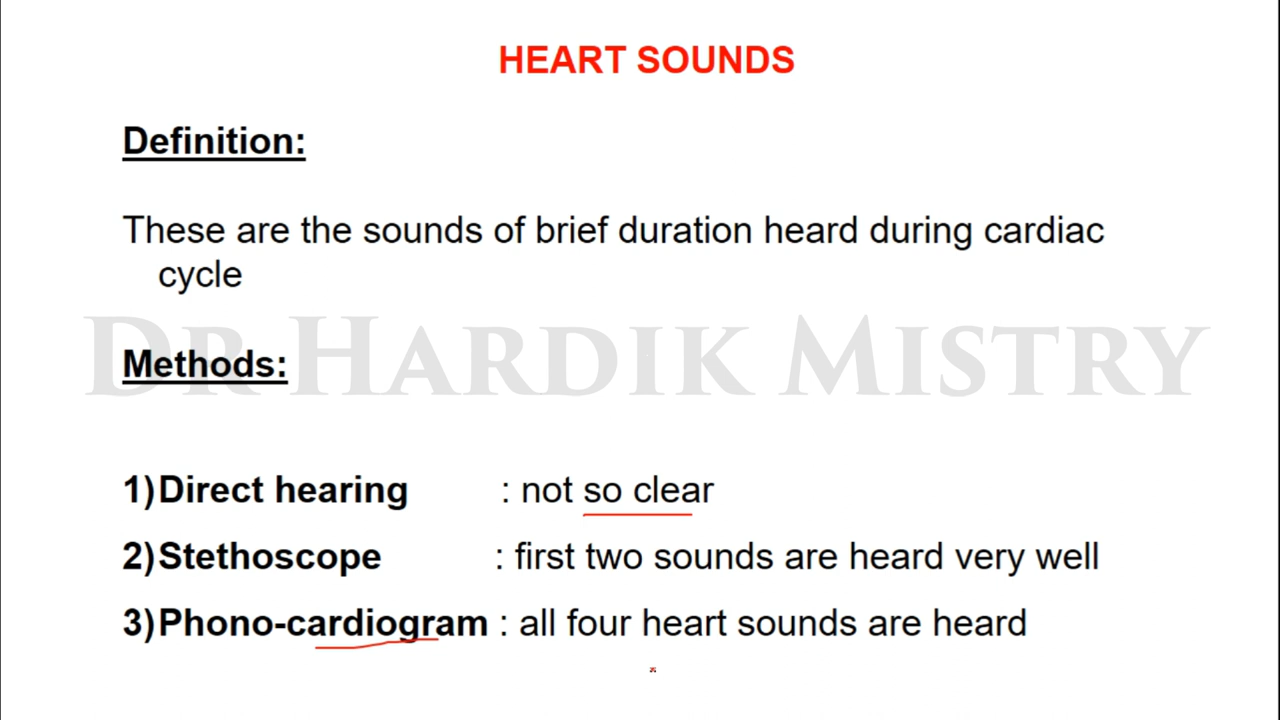 HEART SOUNDS
Definition:
These are the sounds of brief duration heard during cardiac
cycle
DR HARDIK MISTRY
Methods:
1)Direct hearing : not so clear
2)Stethoscope : first two sounds are heard very well
3)Phono-cardiogram : all four heart sounds are heard